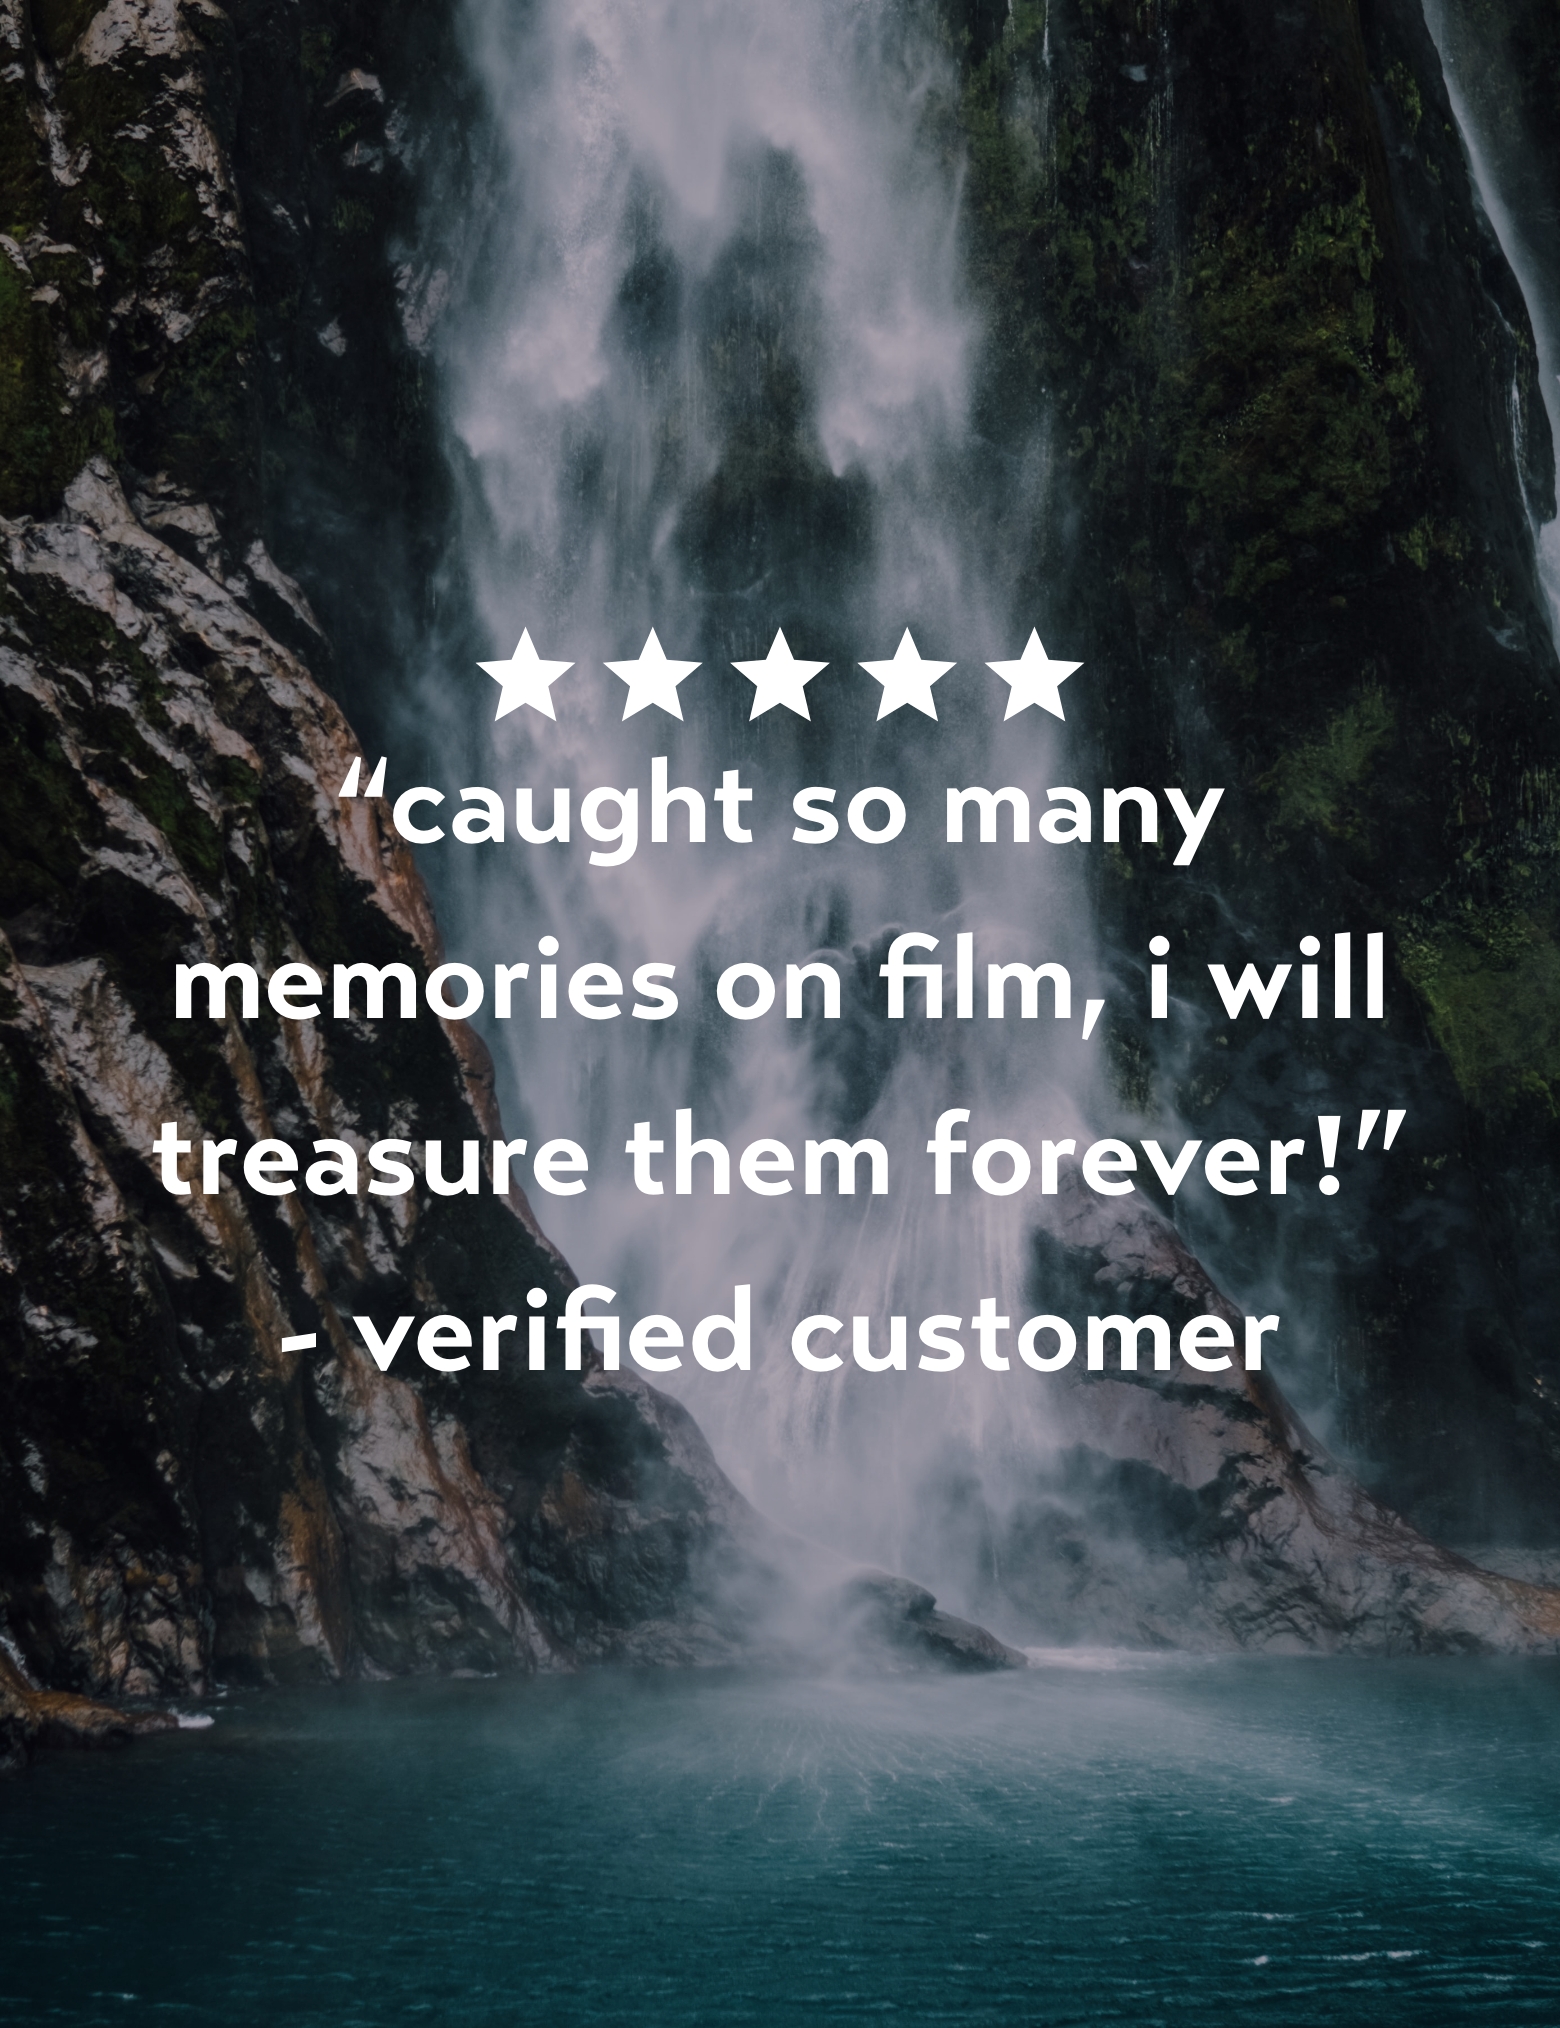 “caught so many
memories on film, i will
treasure them forever!”
- verified customer